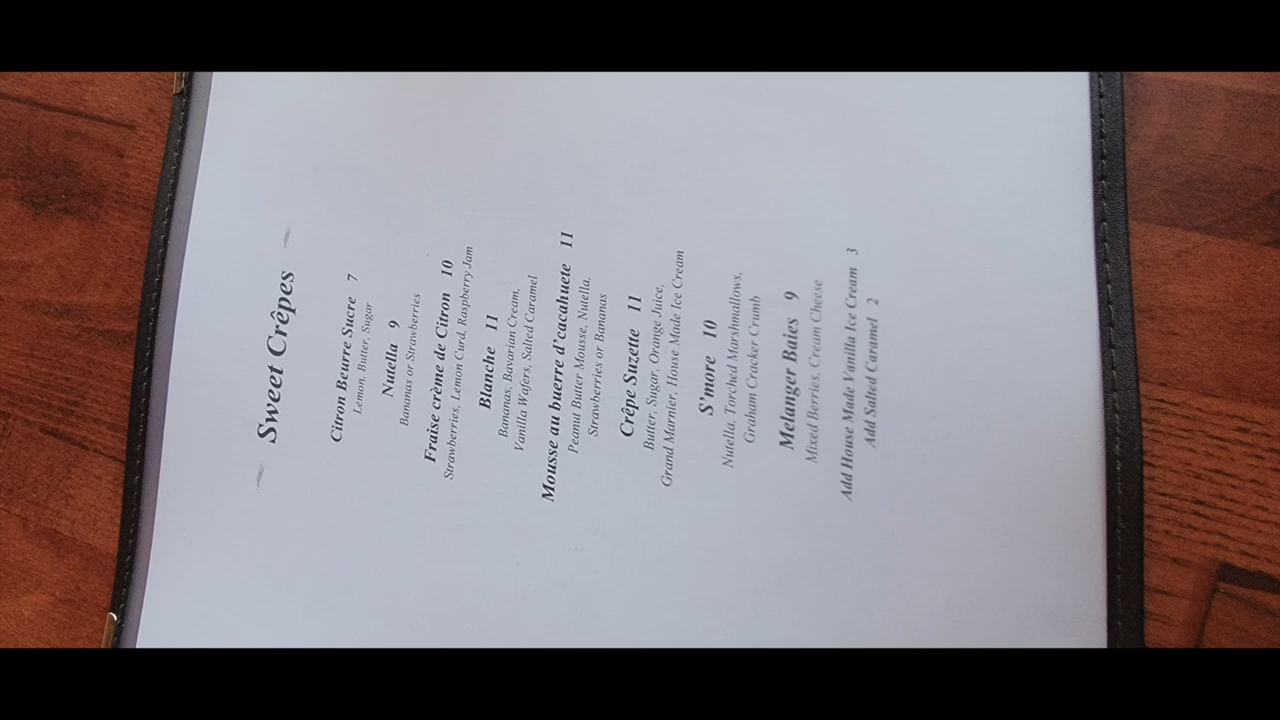 Sweet Crêpes
Citron Beurre Sucre 7
Lemon, Butter, Sugar
Nutella 9
Bananas or Strawberries
Fraise crème de Citron 10
Strawberries, Lemon Curd, Raspberry Jam
Blanche 11
Bananas, Bavarian Cream,
Vanilla Wafers, Salted Caramel
Mousse au buerre d'cacahuete 11
Peanut Butter Mousse, Nutella,
Strawberries or Bananas
Crêpe Suzette 11
Butter, Sugar, Orange Juice,
Grand Marnier, House Made Ice Cream
S'more 10
Nutella, Torched Marshmallows,
Graham Cracker Crumb
Melanger Baies 9
Mixed Berries, Cream Cheese
Add House Made Vanilla Ice Cream 3
Add Salted Caramel 2